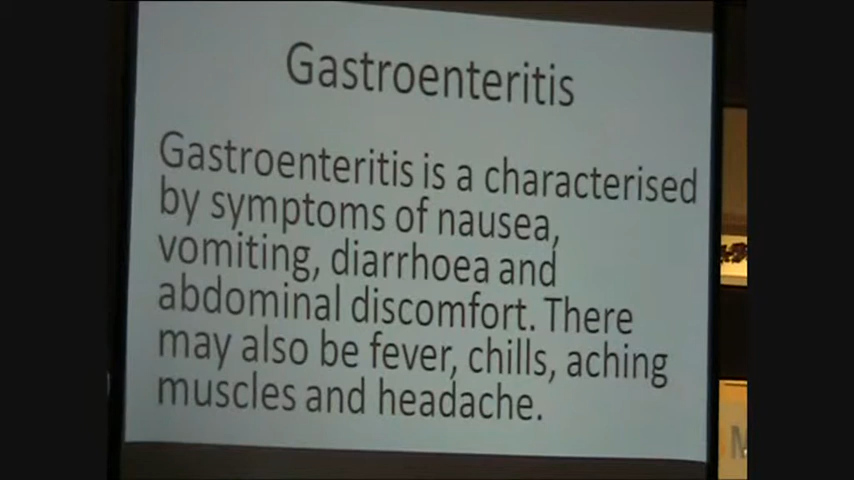 Gastroenteritis
Gastroenteritis is a characterised
by symptoms of nausea,
vomiting, diarrhoea and
abdominal discomfort. There
may also be fever, chills, aching
muscles and headache.